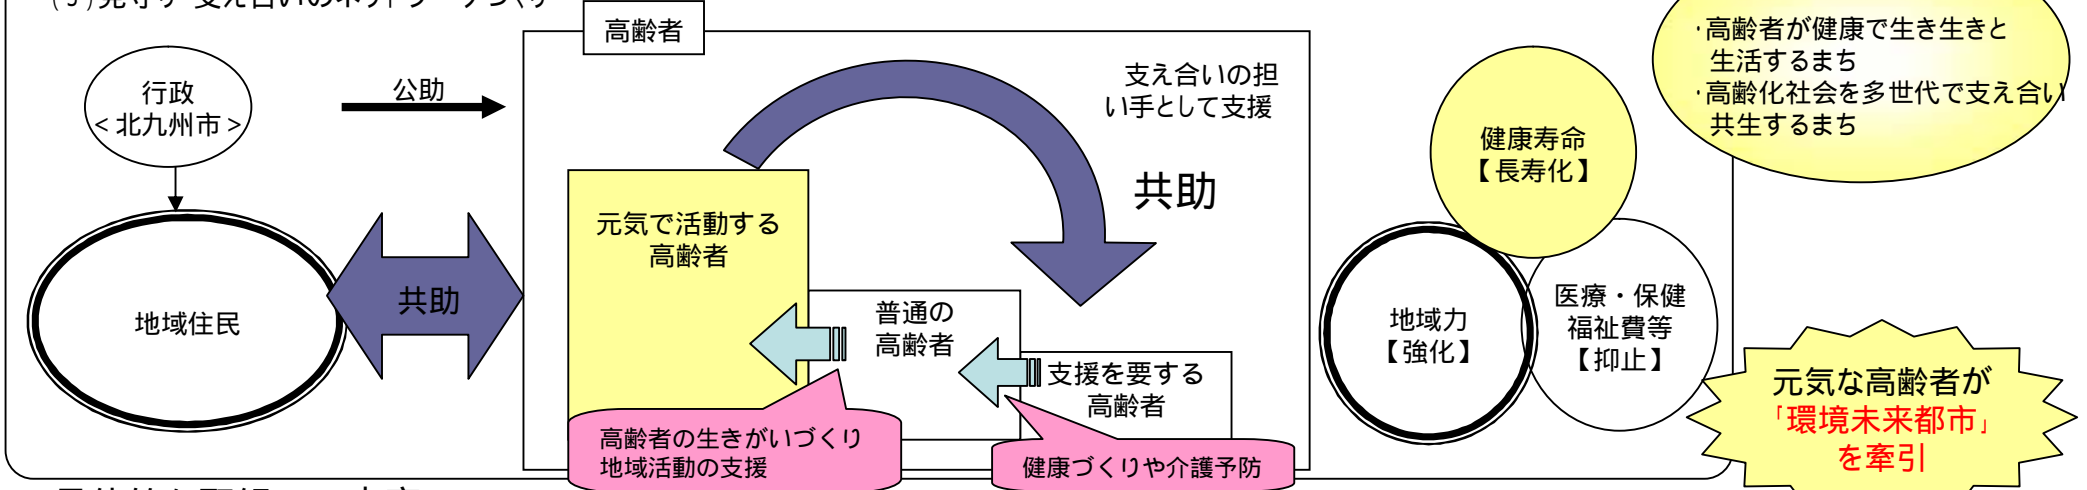 高齢者
行政
<北九州市>
公助
地域住民
共助
支え合いの担
い手として支援
共助
元気で活動する
高齢者
普通の
高齢者
支援を要する
高齢者
高齢者の生きがいづくり
地域活動の支援
健康づくりや介護予防
健康寿命
【長寿化】
地域力
【強化】
医療・保健
福祉費等
【抑止】
・高齢者が健康で生き生きと
生活するまち
・高齢化社会を多世代で支え合い
共生するまち
元気な高齢者が
「環境未来都市」
を牽引